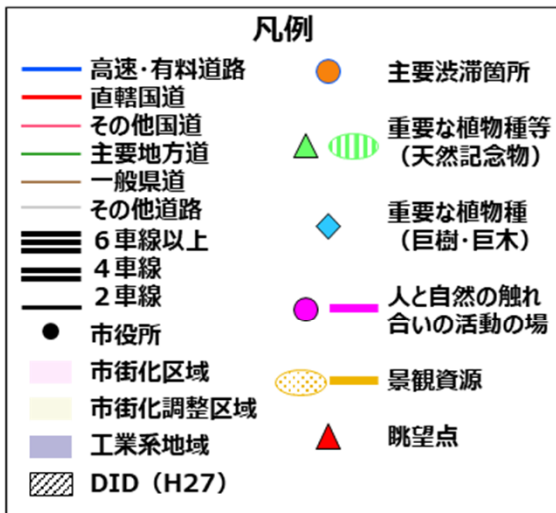 凡例
高速・有料道路
直轄国道
その他国道
主要地方道
一般県道
その他道路
６車線以上
４車線
２車線
市役所
市街化区域
市街化調整区域
工業系地域
DID（H27）
主要渋滞箇所
重要な植物種等
（天然記念物）
重要な植物種
（巨樹・巨木）
人と自然の触れ
合いの活動の場
景観資源
眺望点